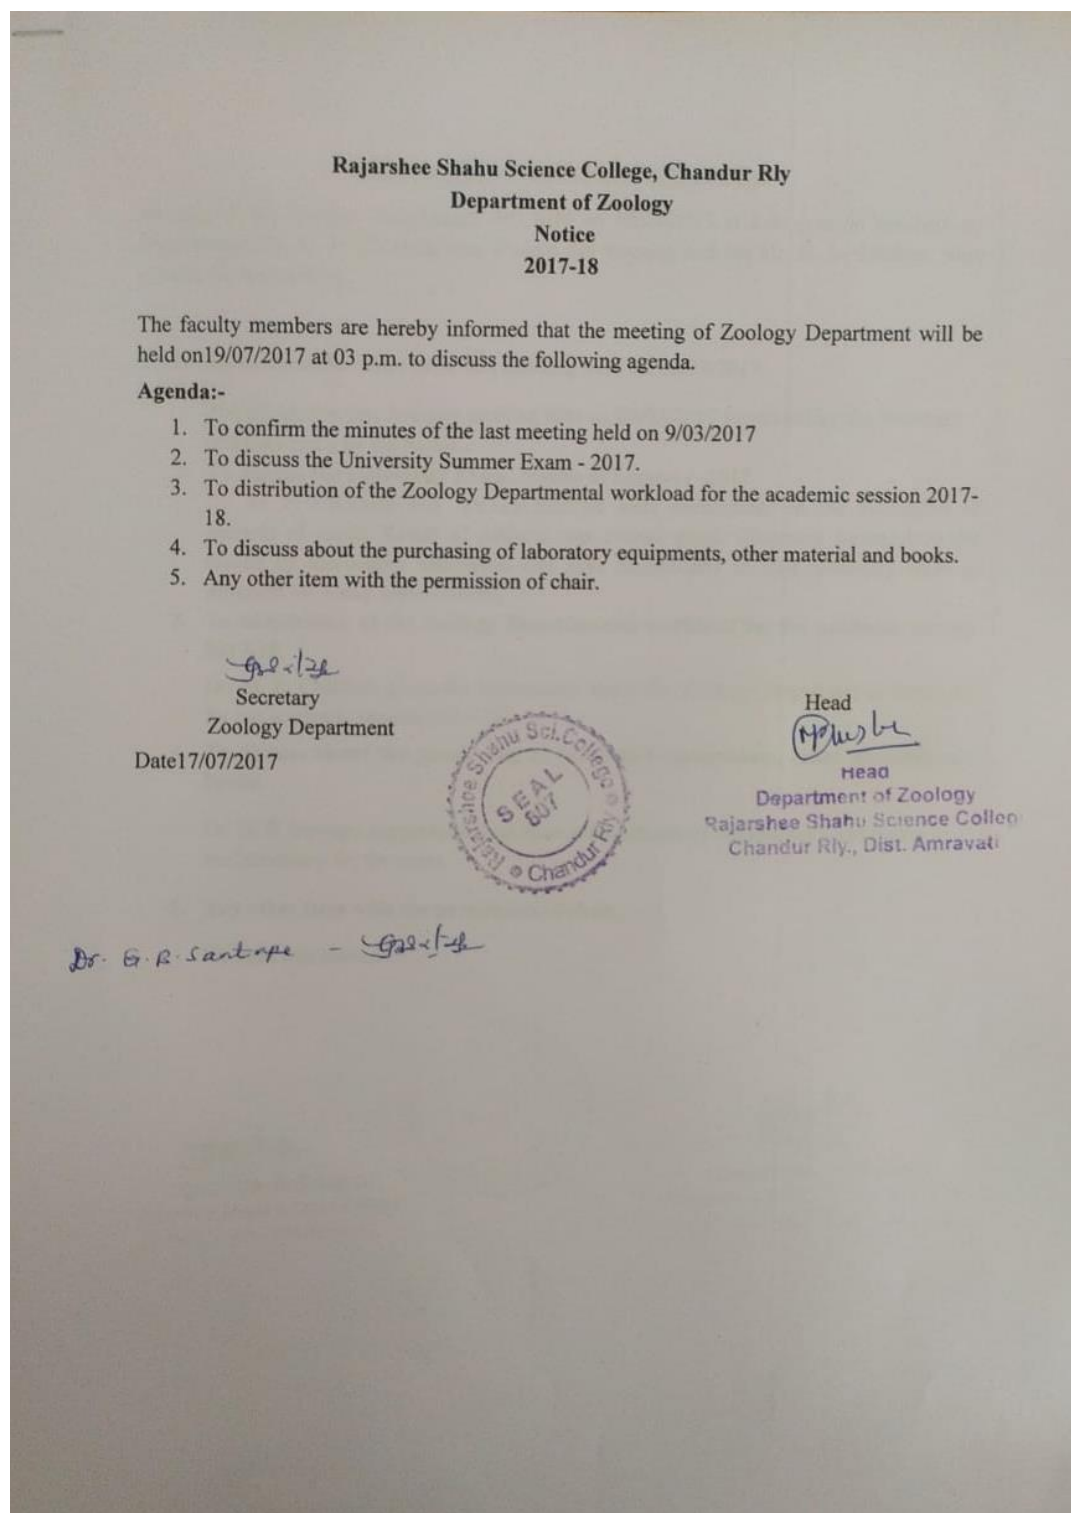 Rajarshee Shahu Science College, Chandur Rly
Department of Zoology
Notice
2017-18
The faculty members are hereby informed that the meeting of Zoology Department will be
held on19/07/2017 at 03 p.m. to discuss the following agenda.
Agenda:-
1. To confirm the minutes of the last meeting held on 9/03/2017
2. To discuss the University Summer Exam - 2017.
3. To distribution of the Zoology Departmental workload for the academic session 2017-
18.
4. To discuss about the purchasing of laboratory equipments, other material and books.
5. Any other item with the permission of chair.
Secretary
Zoology Department
Date17/07/2017
Head
Rajarshee Shahu Sci.College
Chandur Rly
SEAL
607
Head
Department of Zoology
Rajarshee Shahu Science Colleg
Chandur Rly., Dist. Amravati
Dr. G.R. Santape -